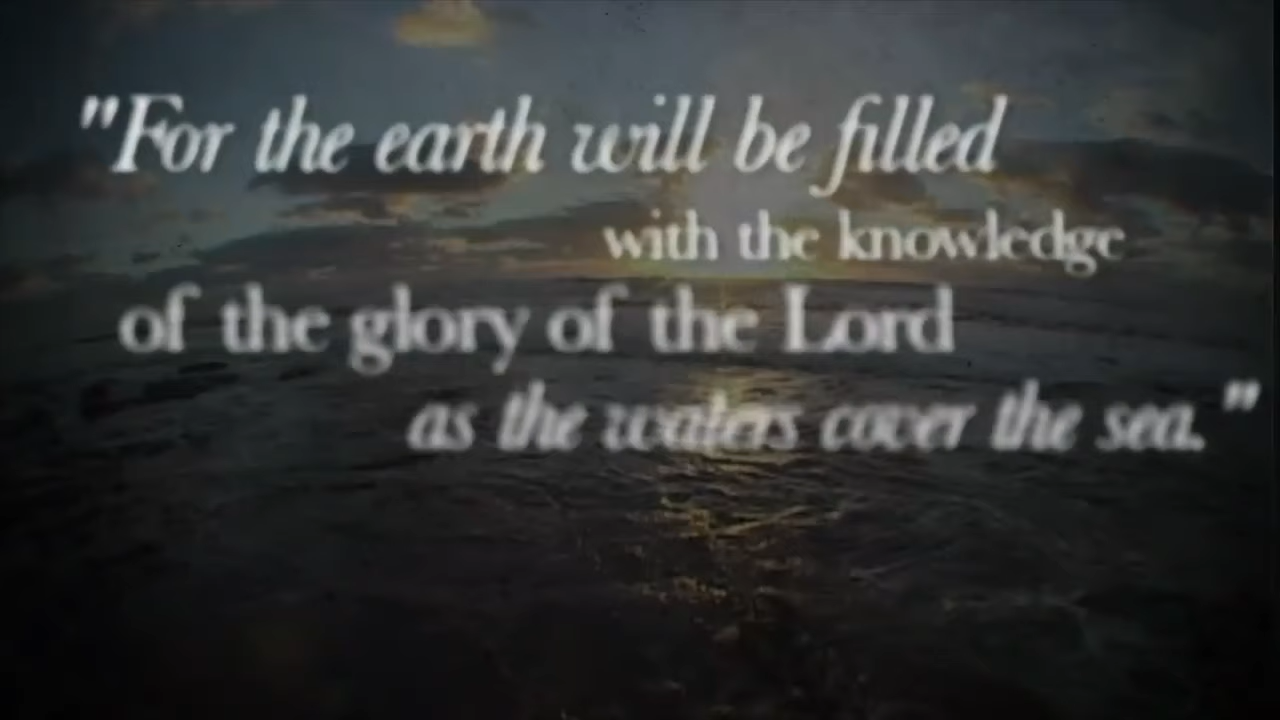 "For the earth will be filled
with the knowledge
of the glory of the Lord
as the waters cover the sea."